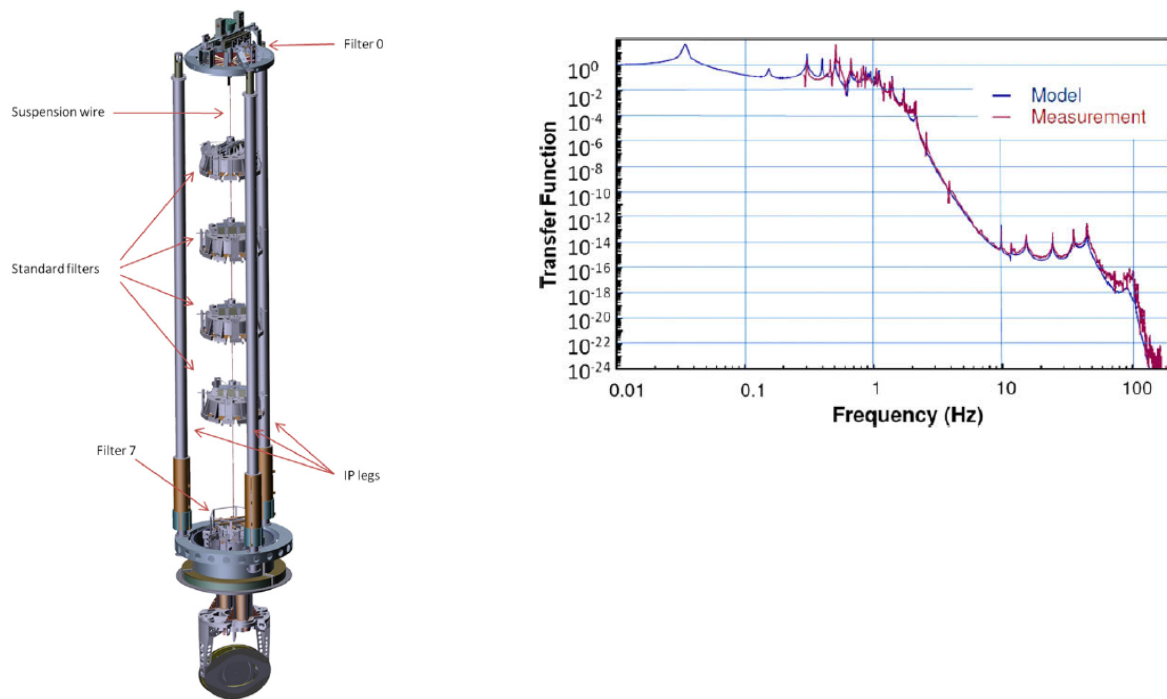 Filter 0
Suspension wire
Standard filters
Filter 7
IP legs
Transfer Function
10^0
10^-2
10^-4
10^-6
10^-8
10^-10
10^-12
10^-14
10^-16
10^-18
10^-20
10^-22
10^-24
Model
Measurement
0.01 0.1 1 10 100
Frequency (Hz)